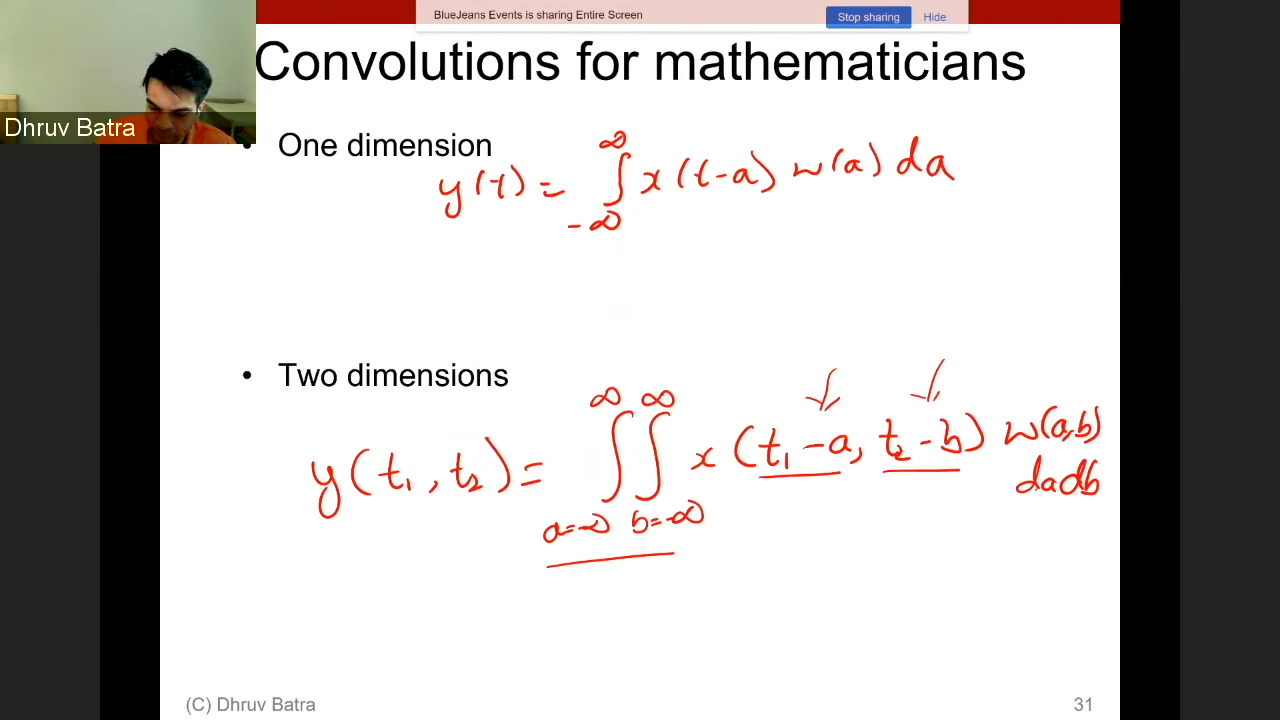 BlueJeans Events is sharing Entire Screen
Stop sharing
Hide
Convolutions for mathematicians
Dhruv Batra
• One dimension
y(t) = ∫_{-∞}^{∞} x(t-a) w(a) da
• Two dimensions
y(t₁, t₂) = ∫_{a=-∞}^{∞} ∫_{b=-∞}^{∞} x(t₁-a, t₂-b) w(a,b)
da db
(C) Dhruv Batra
31